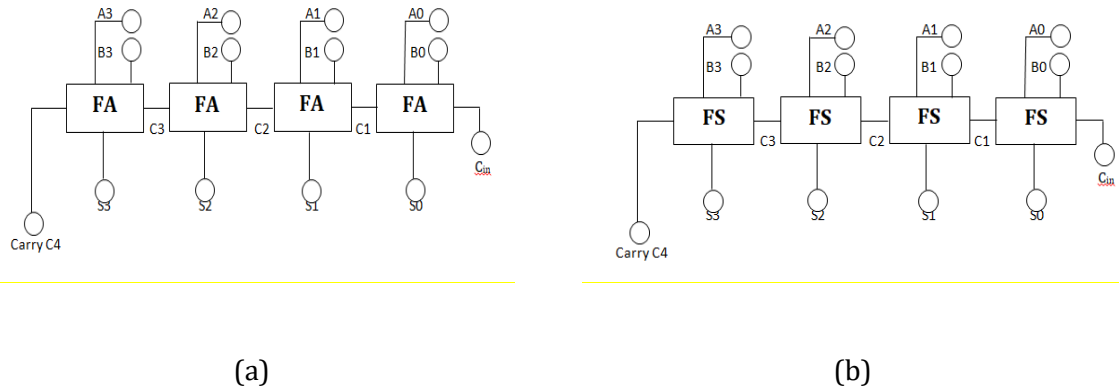 A3 A2 A1 A0
B3 B2 B1 B0
FA FA FA FA
C3 C2 C1
Cin
S3 S2 S1 S0
Carry C4
(a)
A3 A2 A1 A0
B3 B2 B1 B0
FS FS FS FS
C3 C2 C1
Cin
S3 S2 S1 S0
Carry C4
(b)